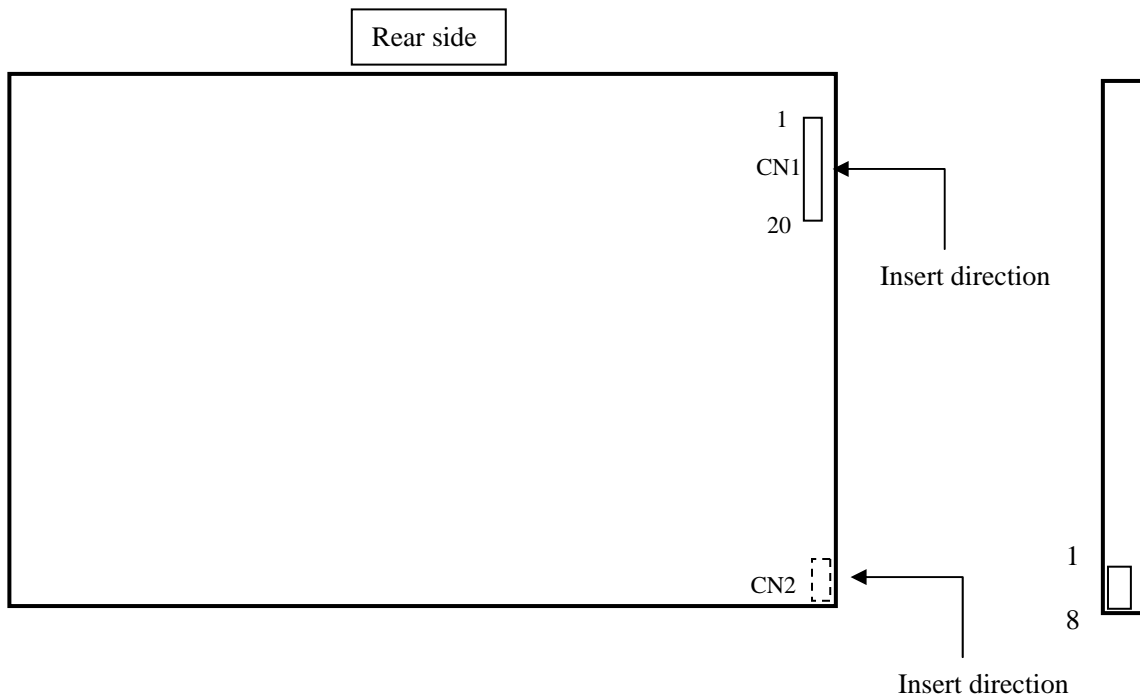 Rear side
1
CN1
20
Insert direction
1
CN2
8
Insert direction